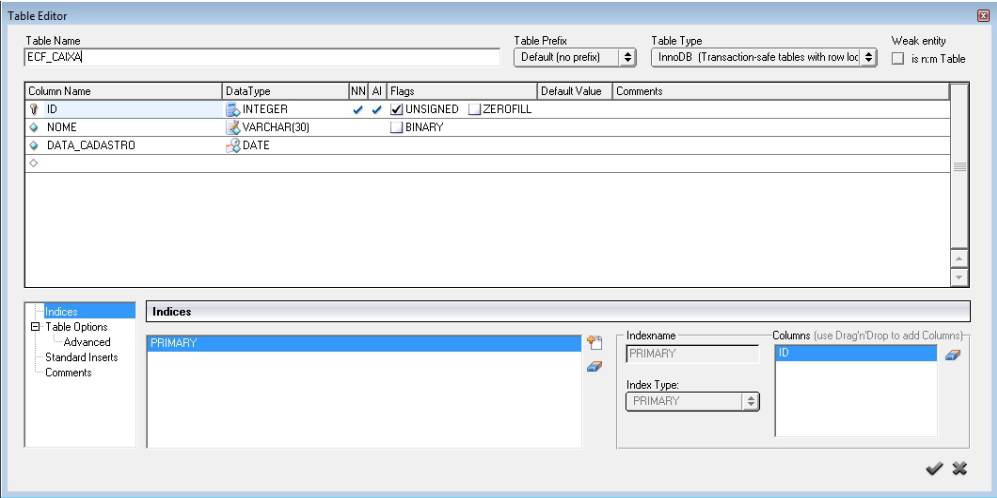 Table Editor
Table Name Table Prefix Table Type Weak entity
ECF_CAIXA Default (no prefix) InnoDB (Transaction-safe tables with row loc is n:m Table
Column Name DataType NN AI Flags Default Value Comments
ID INTEGER UNSIGNED ZEROFILL
NOME VARCHAR(30) BINARY
DATA_CADASTRO DATE
Indices Indices
Table Options Indexname Columns (use Drag'n'Drop to add Columns)
Advanced PRIMARY PRIMARY ID
Standard Inserts
Comments Index Type:
PRIMARY